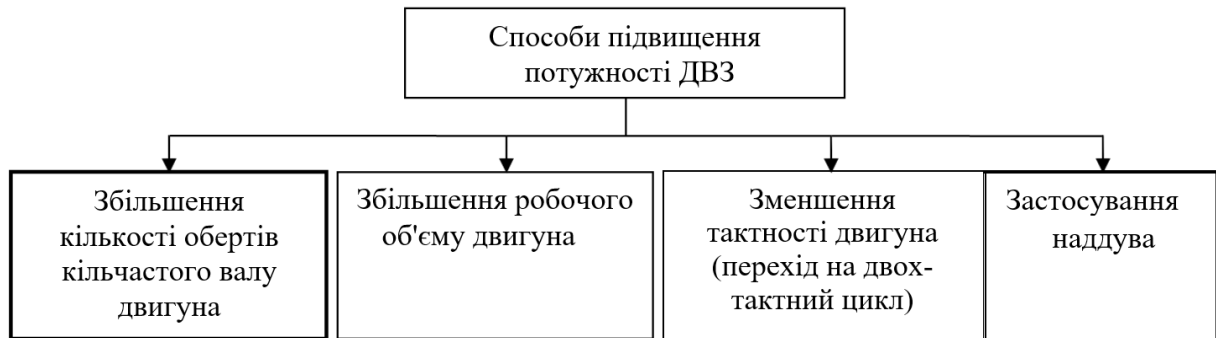 Способи підвищення
потужності ДВЗ
Збільшення
кількості обертів
кільчастого валу
двигуна
Збільшення робочого
об'єму двигуна
Зменшення
тактності двигуна
(перехід на двох-
тактний цикл)
Застосування
наддува